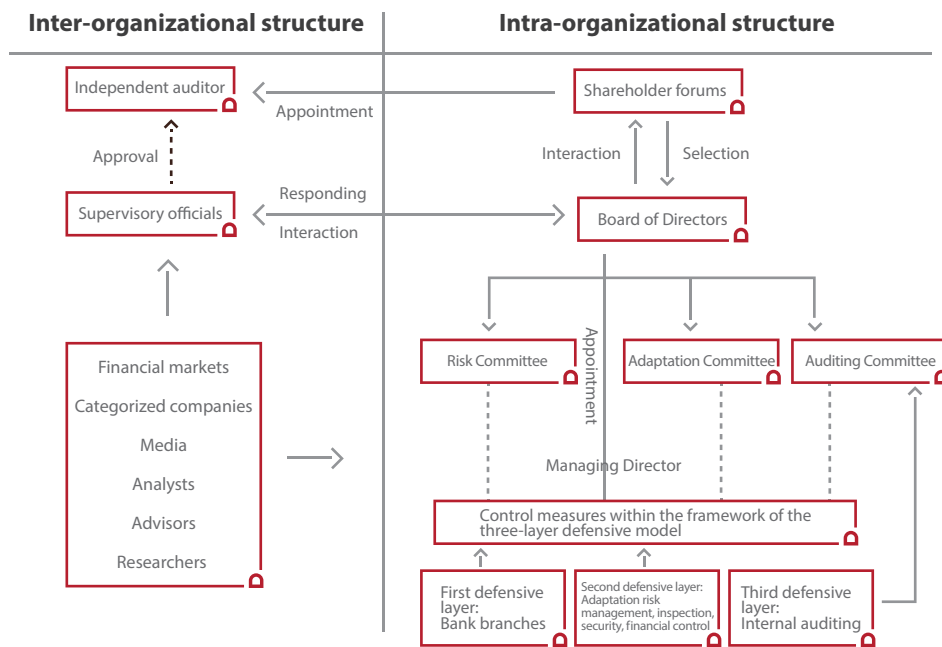 Inter-organizational structure
Intra-organizational structure
Independent auditor
Shareholder forums
Appointment
Approval
Interaction
Selection
Responding
Supervisory officials
Board of Directors
Interaction
Appointment
Risk Committee
Adaptation Committee
Auditing Committee
Financial markets
Categorized companies
Media
Analysts
Advisors
Researchers
Managing Director
Control measures within the framework of the
three-layer defensive model
First defensive
layer:
Bank branches
Second defensive layer:
Adaptation risk
management, inspection,
security, financial control
Third defensive
layer:
Internal auditing